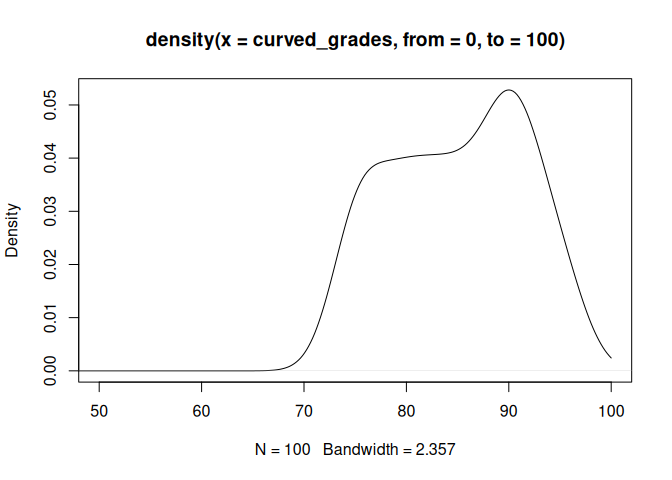 density(x = curved_grades, from = 0, to = 100)
Density
0.00 0.01 0.02 0.03 0.04 0.05
50 60 70 80 90 100
N = 100 Bandwidth = 2.357